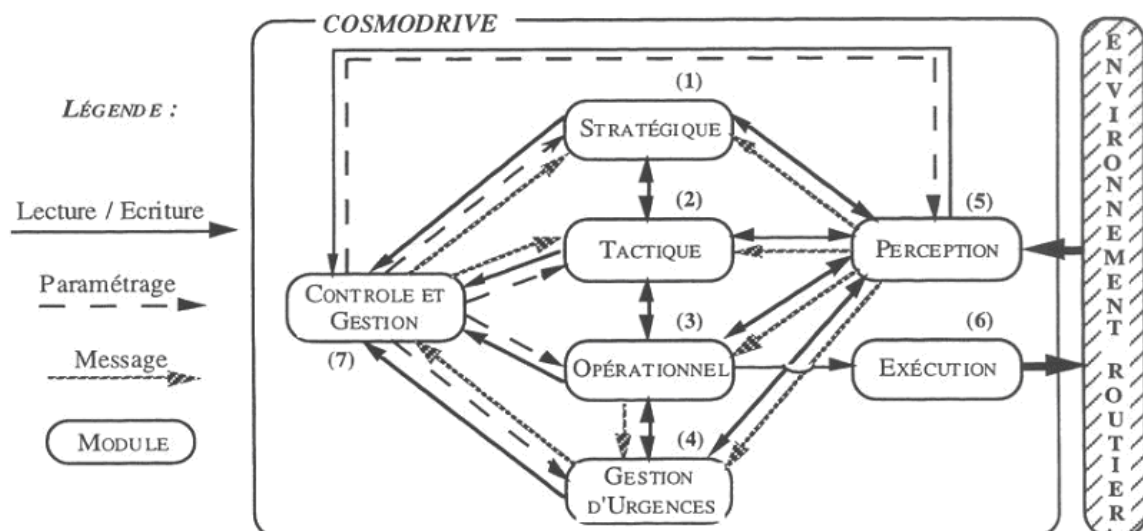 COSMODRIVE
LÉGENDE :
Lecture / Ecriture
Paramétrage
Message
MODULE
(1)
STRATÉGIQUE
(2)
TACTIQUE
(5)
PERCEPTION
CONTROLE ET
GESTION
(7)
(3)
OPÉRATIONNEL
(6)
EXÉCUTION
(4)
GESTION
D'URGENCES
ENVIRONNEMENT ROUTIER